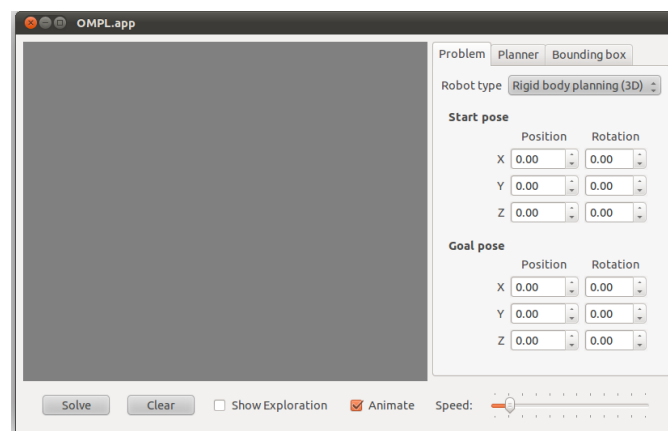 OMPL.app
Problem Planner Bounding box
Robot type Rigid body planning (3D)
Start pose
Position Rotation
X 0.00 0.00
Y 0.00 0.00
Z 0.00 0.00
Goal pose
Position Rotation
X 0.00 0.00
Y 0.00 0.00
Z 0.00 0.00
Solve Clear Show Exploration Animate Speed: